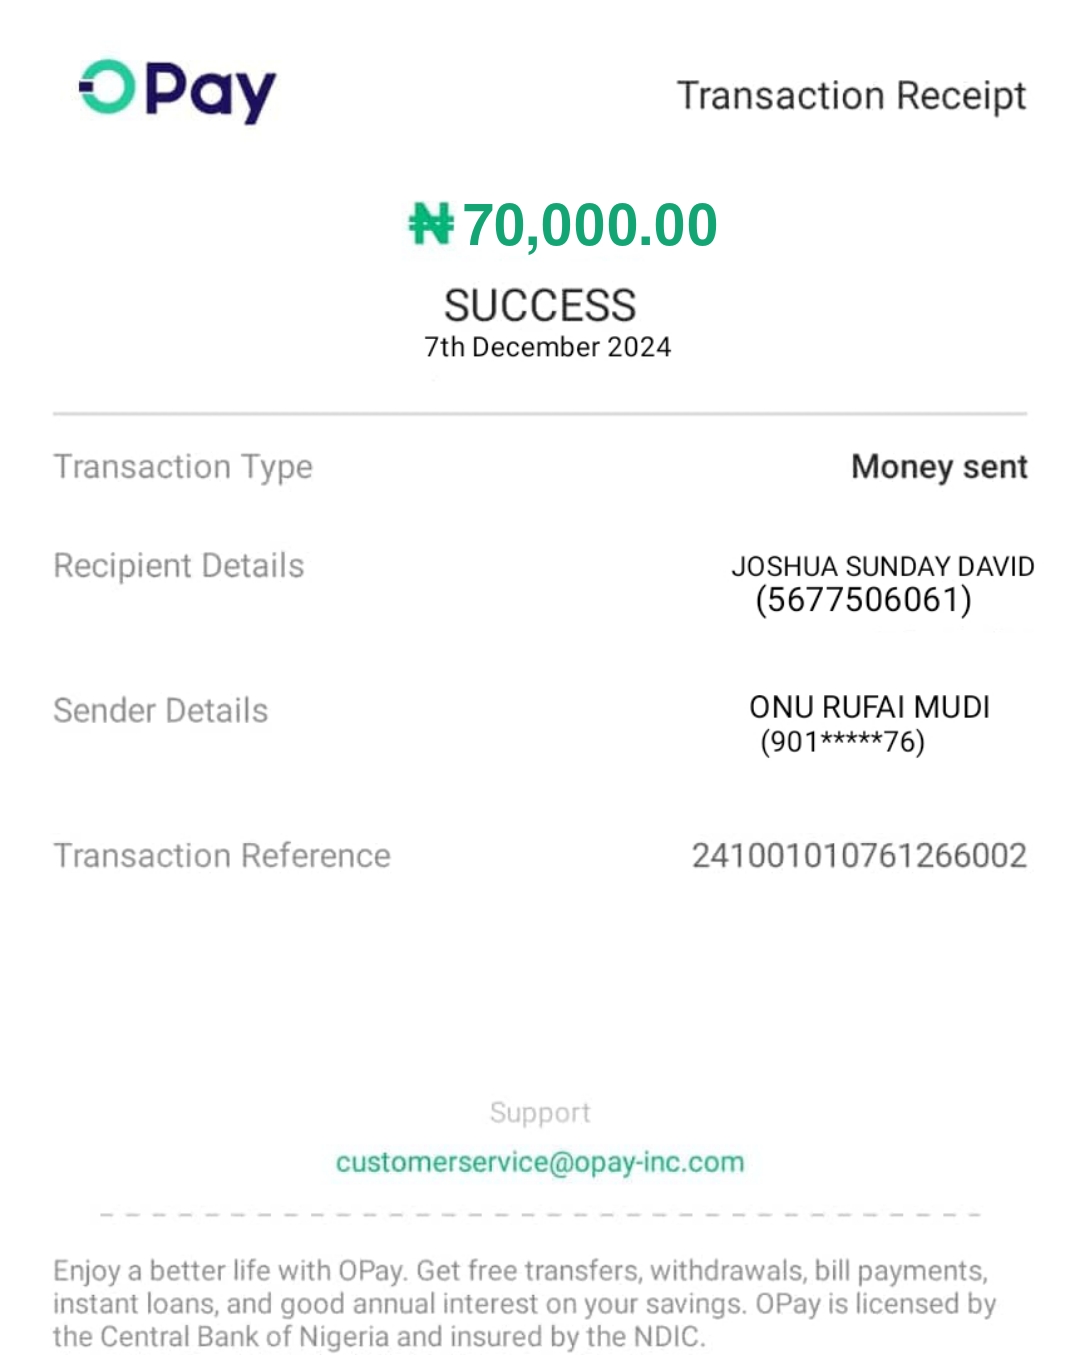 OPay
Transaction Receipt
₦70,000.00
SUCCESS
7th December 2024
Transaction Type
Money sent
Recipient Details
JOSHUA SUNDAY DAVID
(5677506061)
Sender Details
ONU RUFAI MUDI
(901*****76)
Transaction Reference
241001010761266002
Support
customerservice@opay-inc.com
Enjoy a better life with OPay. Get free transfers, withdrawals, bill payments,
instant loans, and good annual interest on your savings. OPay is licensed by
the Central Bank of Nigeria and insured by the NDIC.